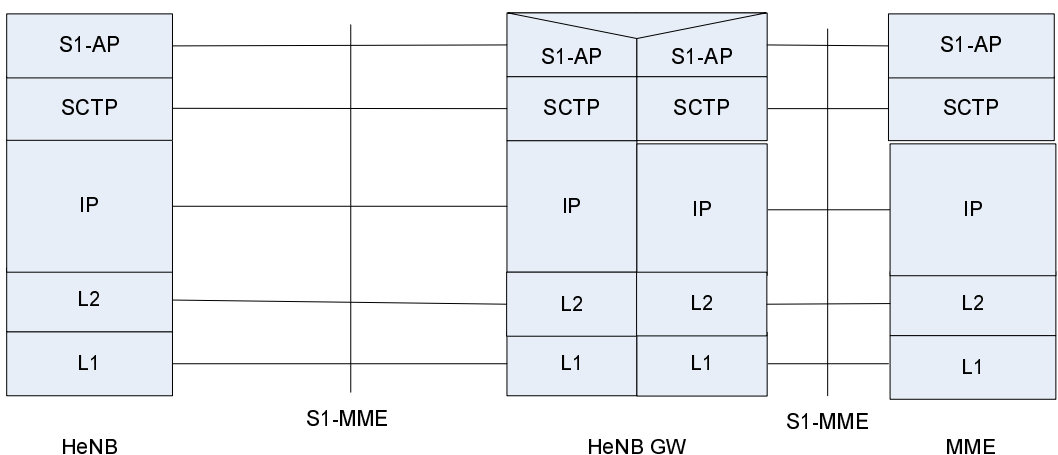 S1-AP
S1-AP
S1-AP
S1-AP
SCTP
SCTP
SCTP
SCTP
IP
IP
IP
IP
L2
L2
L2
L2
L1
L1
L1
L1
S1-MME
S1-MME
HeNB
HeNB GW
MME